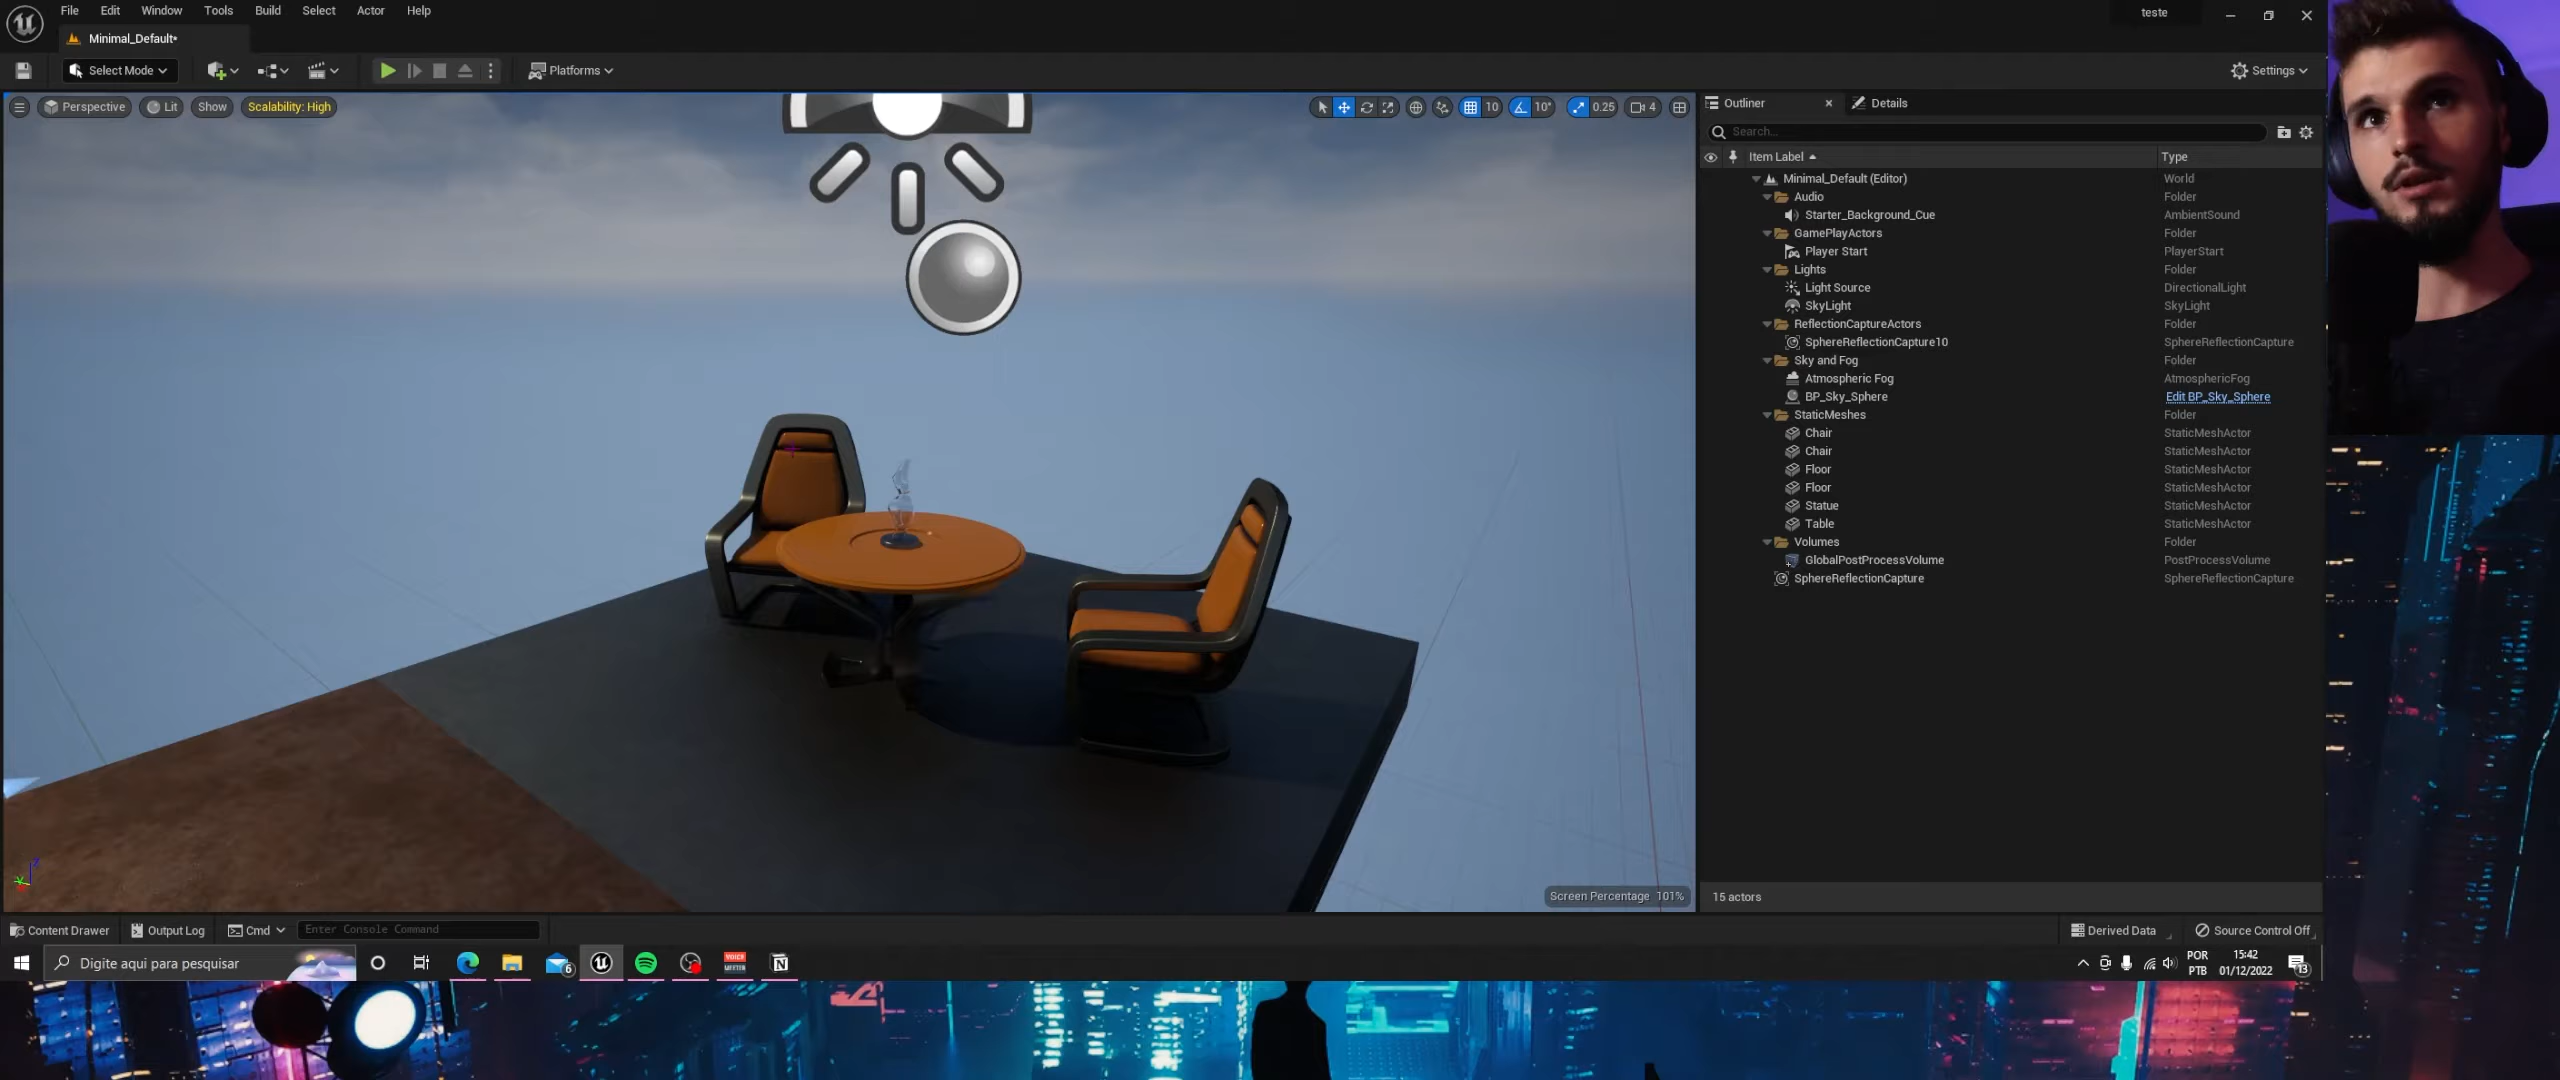 File Edit Window Tools Build Select Actor Help
teste
Minimal_Default•
Select Mode
Platforms
Settings
Perspective Lit Show Scalability: High
10 10° 0.25 4
Outliner
Details
Search...
Item Label Type
Minimal_Default (Editor) World
Audio Folder
Starter_Background_Cue AmbientSound
GamePlayActors Folder
Player Start PlayerStart
Lights Folder
Light Source DirectionalLight
SkyLight SkyLight
ReflectionCaptureActors Folder
SphereReflectionCapture10 SphereReflectionCapture
Sky and Fog Folder
Atmospheric Fog AtmosphericFog
BP_Sky_Sphere Edit BP_Sky_Sphere
StaticMeshes Folder
Chair StaticMeshActor
Chair StaticMeshActor
Floor StaticMeshActor
Floor StaticMeshActor
Statue StaticMeshActor
Table StaticMeshActor
Volumes Folder
GlobalPostProcessVolume PostProcessVolume
SphereReflectionCapture SphereReflectionCapture
Screen Percentage 101%
15 actors
Content Drawer Output Log Cmd Enter Console Command
Derived Data Source Control Off
Digite aqui para pesquisar
6
VOICE
MEETER
POR
PTB
15:42
01/12/2022
13